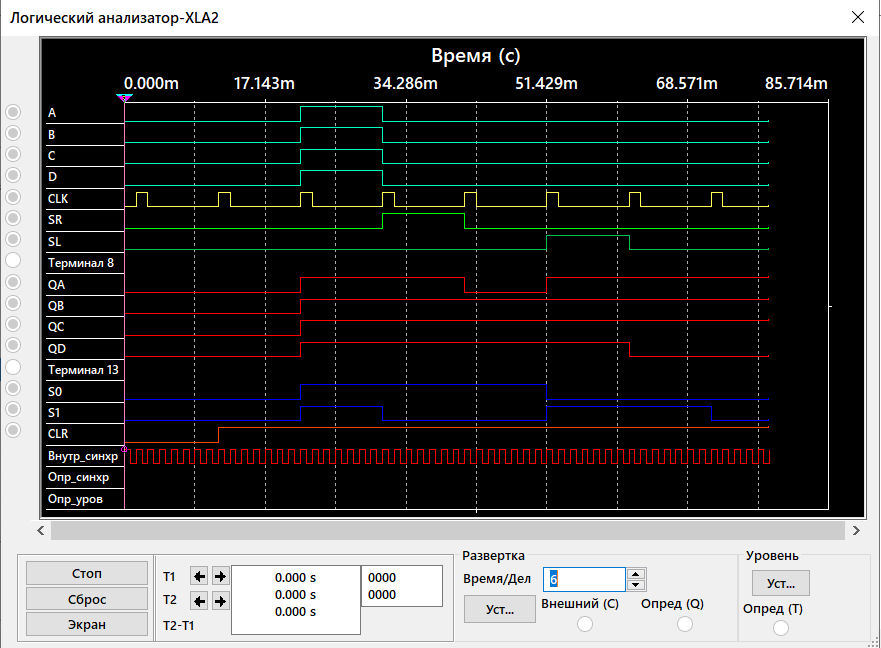 Логический анализатор-XLA2
Время (с)
0.000m 17.143m 34.286m 51.429m 68.571m 85.714m
A
B
C
D
CLK
SR
SL
Терминал 8
QA
QB
QC
QD
Терминал 13
S0
S1
CLR
Внутр_синхр
Опр_синхр
Опр_уров
Стоп
Сброс
Экран
T1
T2
T2-T1
0.000 s
0.000 s
0.000 s
0000
0000
Развертка
Время/Дел 6
Уст...
Внешний (C)
Опред (Q)
Уровень
Уст...
Опред (T)